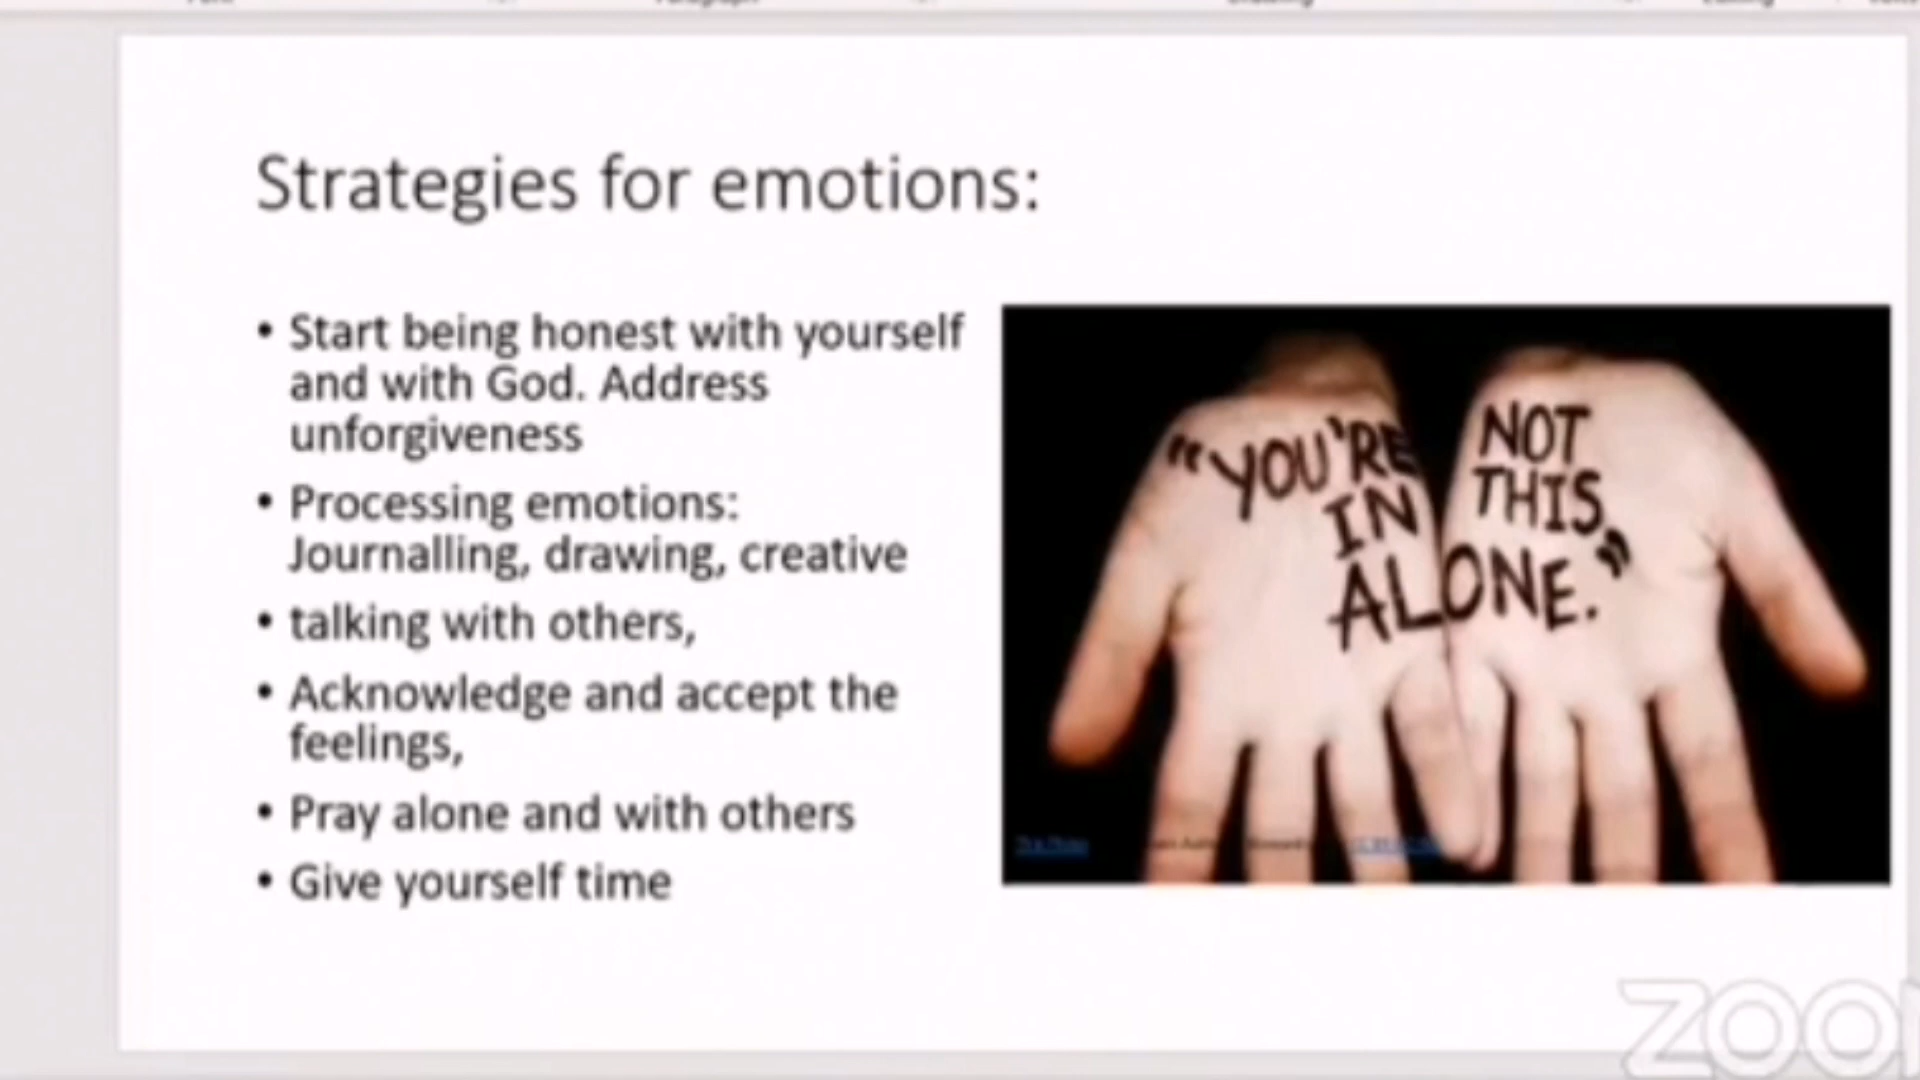 Strategies for emotions:
• Start being honest with yourself
and with God. Address
unforgiveness
• Processing emotions:
Journalling, drawing, creative
• talking with others,
• Acknowledge and accept the
feelings,
• Pray alone and with others
• Give yourself time
"YOU'RE NOT
IN THIS
ALONE."